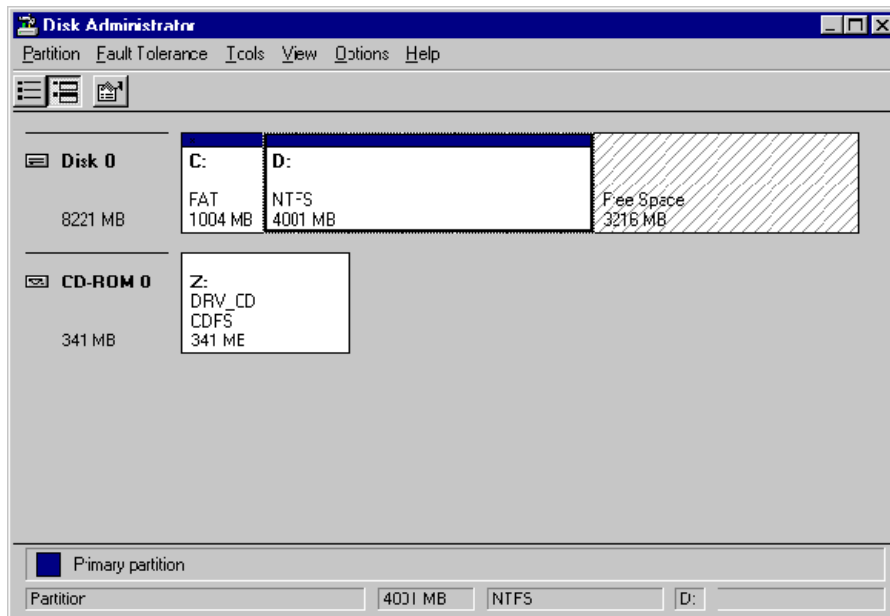 Disk Administrator
Partition Fault Tolerance Tools View Options Help
Disk 0
8221 MB
C:
FAT
1004 MB
D:
NTFS
4001 MB
Free Space
3216 MB
CD-ROM 0
341 MB
Z:
DRV_CD
CDFS
341 MB
Primary partition
Partition 4001 MB NTFS D: